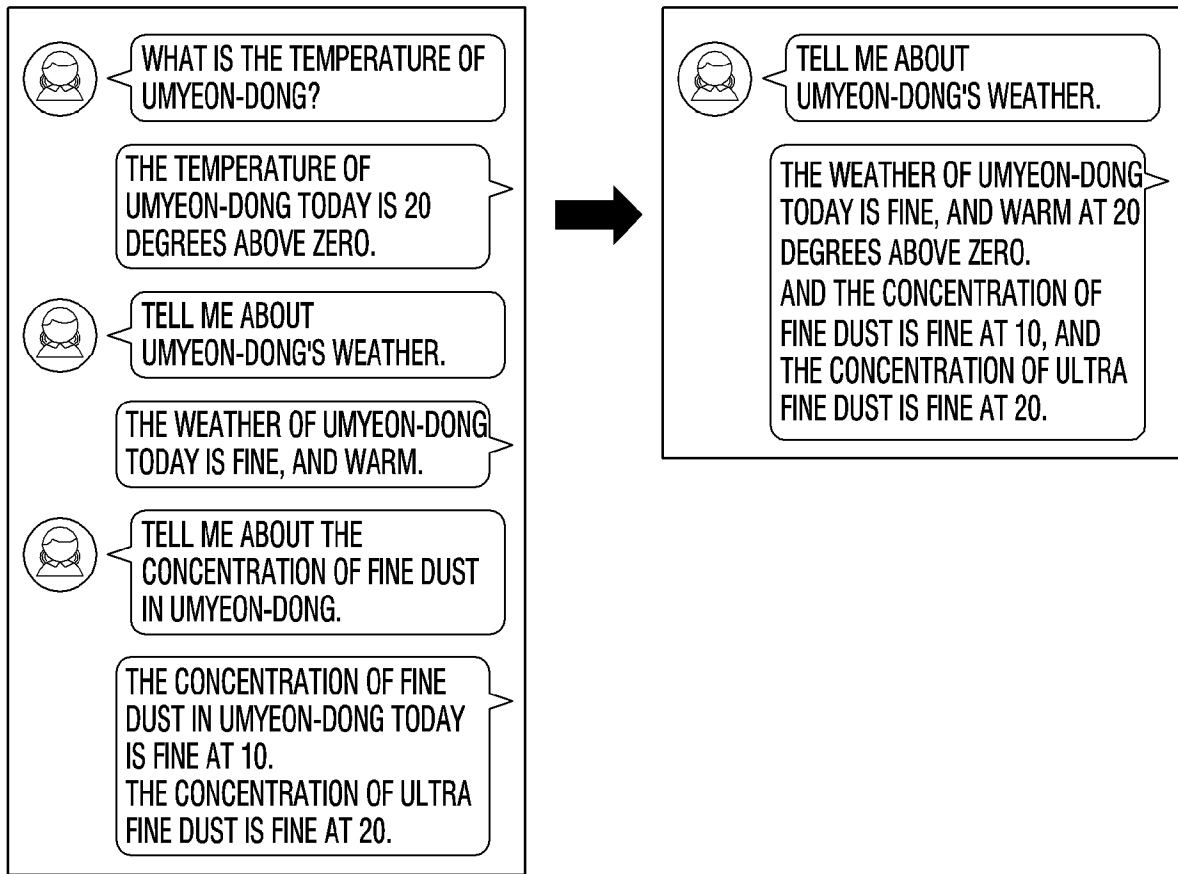 WHAT IS THE TEMPERATURE OF
UMYEON-DONG?
THE TEMPERATURE OF
UMYEON-DONG TODAY IS 20
DEGREES ABOVE ZERO.
TELL ME ABOUT
UMYEON-DONG'S WEATHER.
THE WEATHER OF UMYEON-DONG
TODAY IS FINE, AND WARM.
TELL ME ABOUT THE
CONCENTRATION OF FINE DUST
IN UMYEON-DONG.
THE CONCENTRATION OF FINE
DUST IN UMYEON-DONG TODAY
IS FINE AT 10.
THE CONCENTRATION OF ULTRA
FINE DUST IS FINE AT 20.
TELL ME ABOUT
UMYEON-DONG'S WEATHER.
THE WEATHER OF UMYEON-DONG
TODAY IS FINE, AND WARM AT 20
DEGREES ABOVE ZERO.
AND THE CONCENTRATION OF
FINE DUST IS FINE AT 10, AND
THE CONCENTRATION OF ULTRA
FINE DUST IS FINE AT 20.